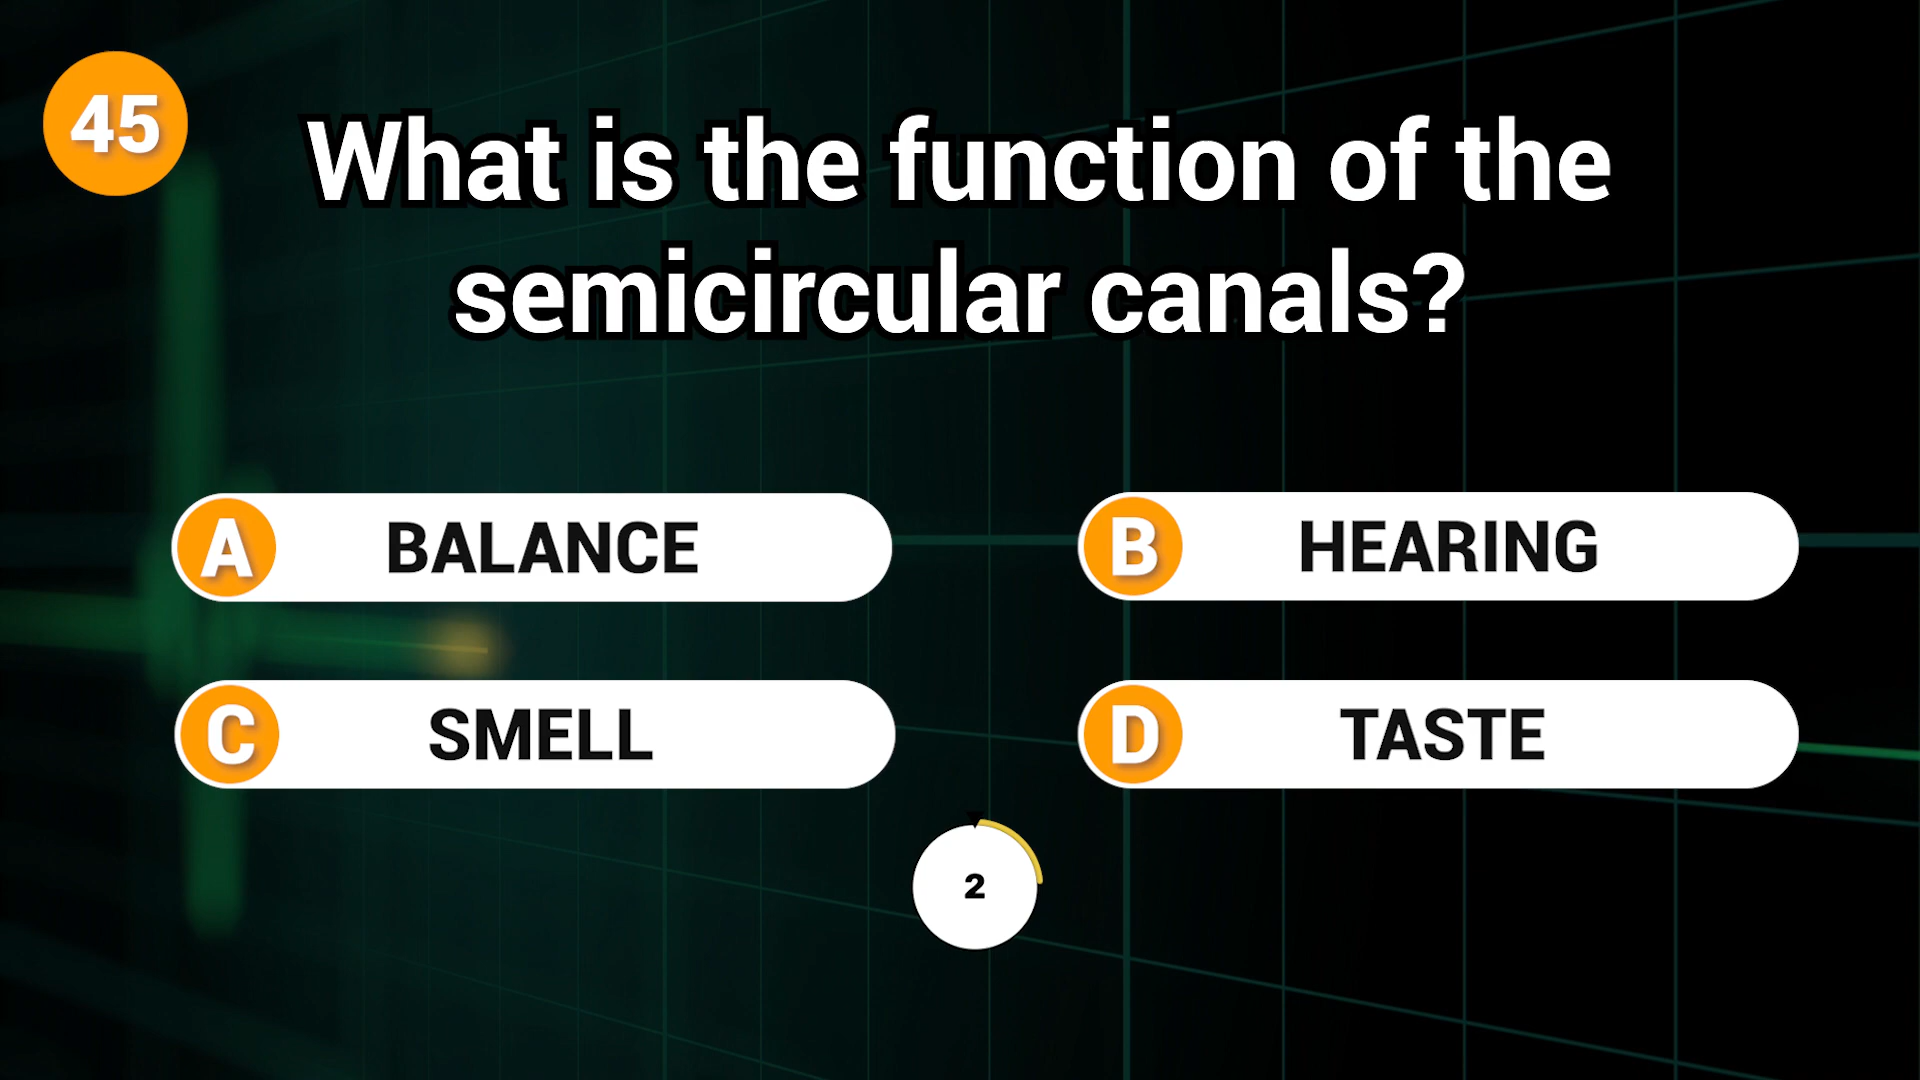 45
What is the function of the
semicircular canals?
A BALANCE
B HEARING
C SMELL
D TASTE
2